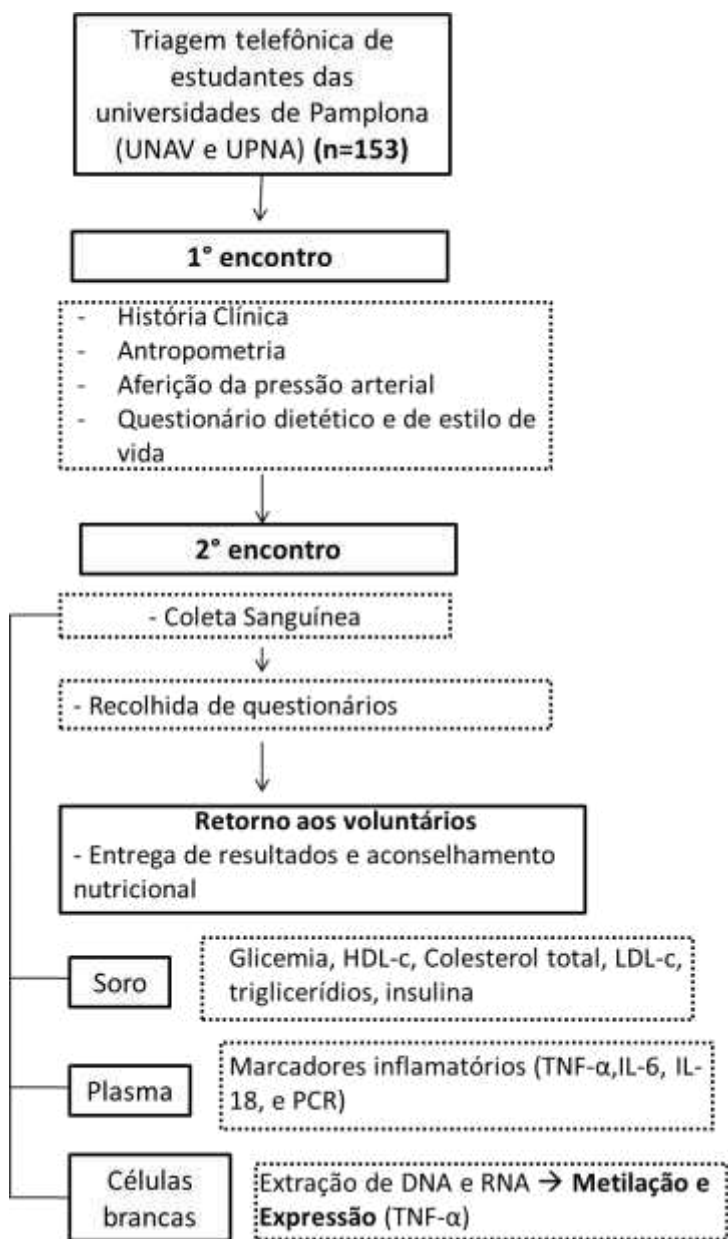 Triagem telefônica de
estudantes das
universidades de Pamplona
(UNAV e UPNA) (n=153)
1° encontro
- História Clínica
- Antropometria
- Aferição da pressão arterial
- Questionário dietético e de estilo de
vida
2° encontro
- Coleta Sanguínea
- Recolhida de questionários
Retorno aos voluntários
- Entrega de resultados e aconselhamento
nutricional
Soro
Glicemia, HDL-c, Colesterol total, LDL-c,
triglicerídios, insulina
Plasma
Marcadores inflamatórios (TNF-α,IL-6, IL-
18, e PCR)
Células
brancas
Extração de DNA e RNA → Metilação e
Expressão (TNF-α)